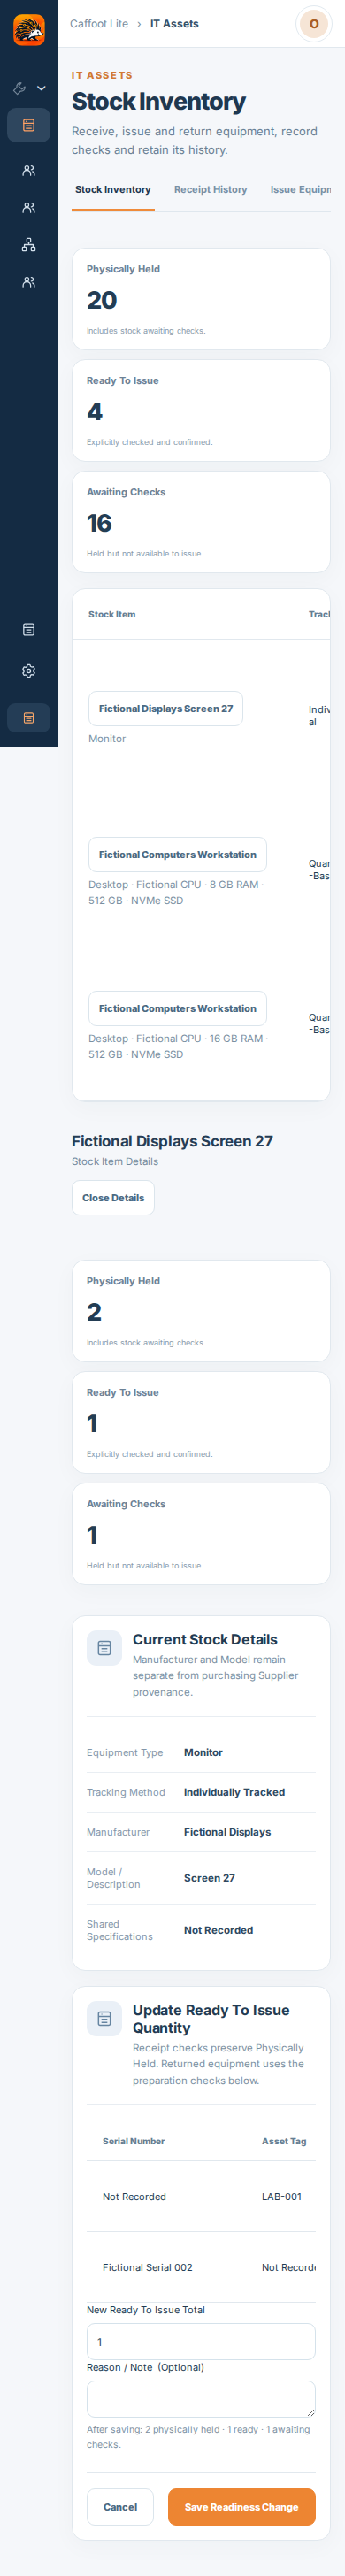 Caffoot Lite › IT Assets
O
IT ASSETS
Stock Inventory
Receive, issue and return equipment, record
checks and retain its history.
Stock Inventory Receipt History Issue Equipm
Physically Held
20
Includes stock awaiting checks.
Ready To Issue
4
Explicitly checked and confirmed.
Awaiting Checks
16
Held but not available to issue.
Stock Item Track
Fictional Displays Screen 27
Monitor
Indiv
al
Fictional Computers Workstation
Desktop · Fictional CPU · 8 GB RAM ·
512 GB · NVMe SSD
Quan
-Bas
Fictional Computers Workstation
Desktop · Fictional CPU · 16 GB RAM ·
512 GB · NVMe SSD
Quan
-Bas
Fictional Displays Screen 27
Stock Item Details
Close Details
Physically Held
2
Includes stock awaiting checks.
Ready To Issue
1
Explicitly checked and confirmed.
Awaiting Checks
1
Held but not available to issue.
Current Stock Details
Manufacturer and Model remain
separate from purchasing Supplier
provenance.
Equipment Type Monitor
Tracking Method Individually Tracked
Manufacturer Fictional Displays
Model /
Description
Screen 27
Shared
Specifications
Not Recorded
Update Ready To Issue
Quantity
Receipt checks preserve Physically
Held. Returned equipment uses the
preparation checks below.
Serial Number Asset Tag
Not Recorded LAB-001
Fictional Serial 002 Not Recorde
New Ready To Issue Total
1
Reason / Note (Optional)
After saving: 2 physically held · 1 ready · 1 awaiting
checks.
Cancel Save Readiness Change